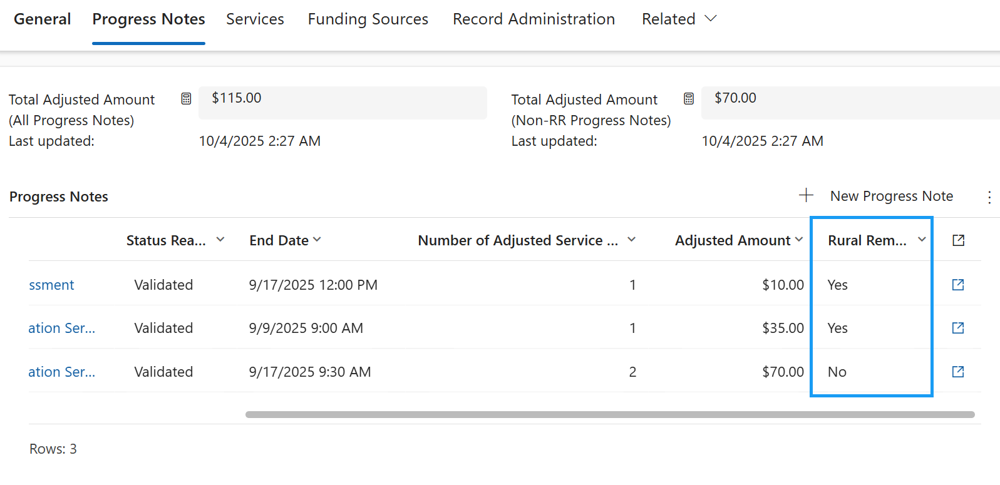 General Progress Notes Services Funding Sources Record Administration Related
Total Adjusted Amount $115.00 Total Adjusted Amount $70.00
(All Progress Notes) (Non-RR Progress Notes)
Last updated: 10/4/2025 2:27 AM Last updated: 10/4/2025 2:27 AM
Progress Notes New Progress Note
Status Rea... End Date Number of Adjusted Service ... Adjusted Amount Rural Rem...
ssment Validated 9/17/2025 12:00 PM 1 $10.00 Yes
ation Ser... Validated 9/9/2025 9:00 AM 1 $35.00 Yes
ation Ser... Validated 9/17/2025 9:30 AM 2 $70.00 No
Rows: 3